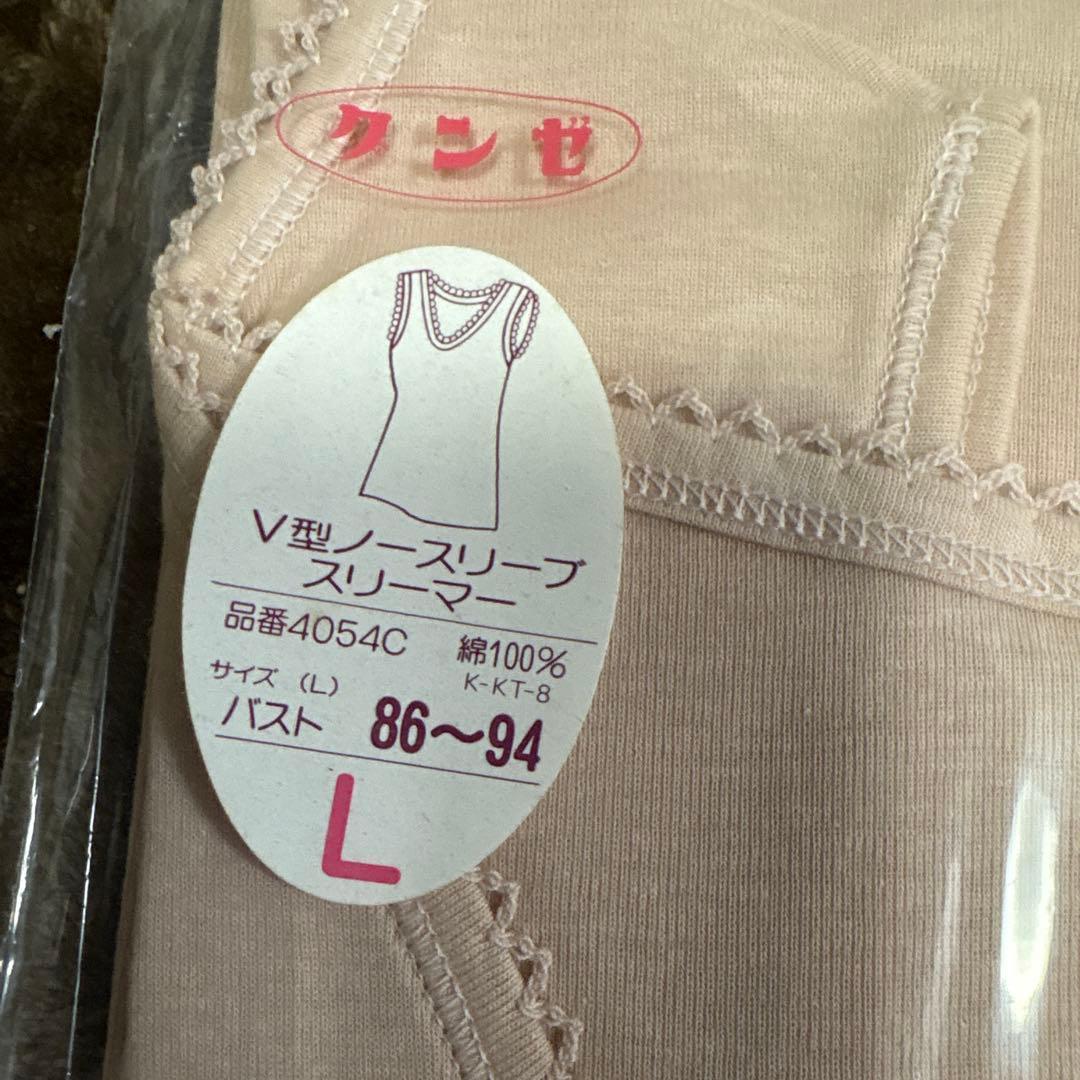 クンゼ
V型ノースリーブ
スリーマー
品番4054C 綿100%
K-KT-8
サイズ (L)
バスト 86〜94
L